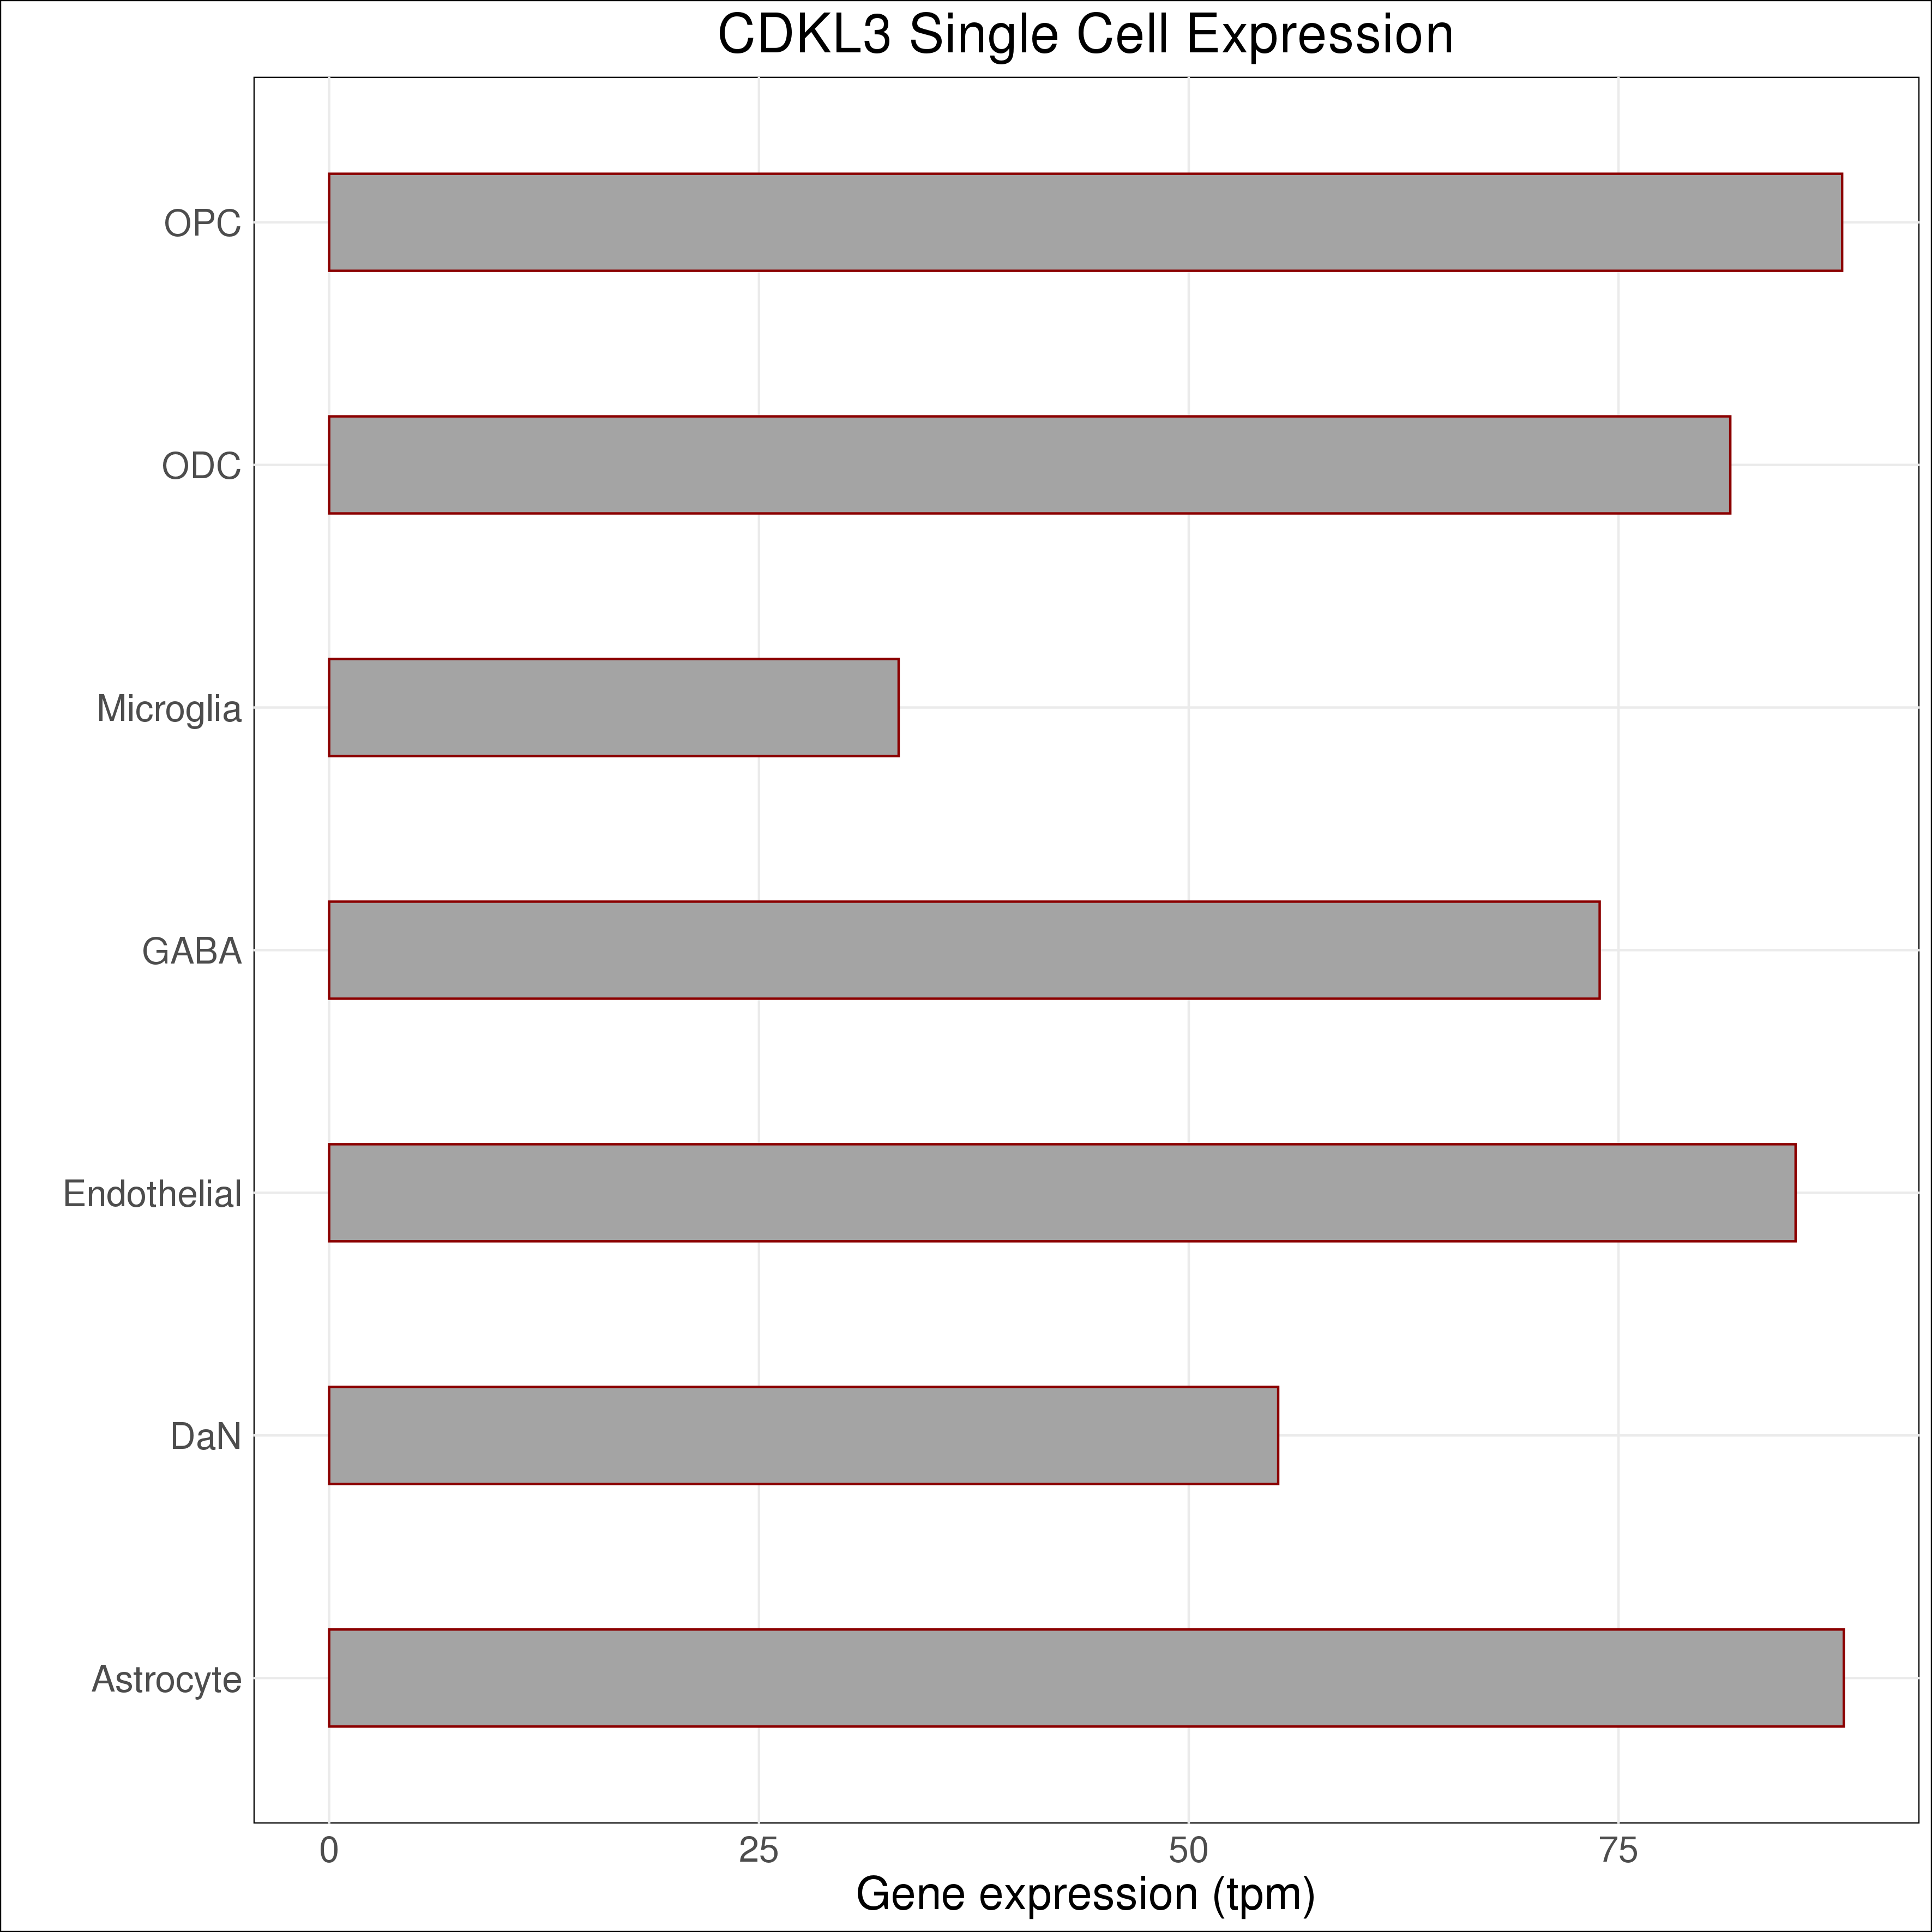 CDKL3 Single Cell Expression
OPC
ODC
Microglia
GABA
Endothelial
DaN
Astrocyte
0 25 50 75
Gene expression (tpm)